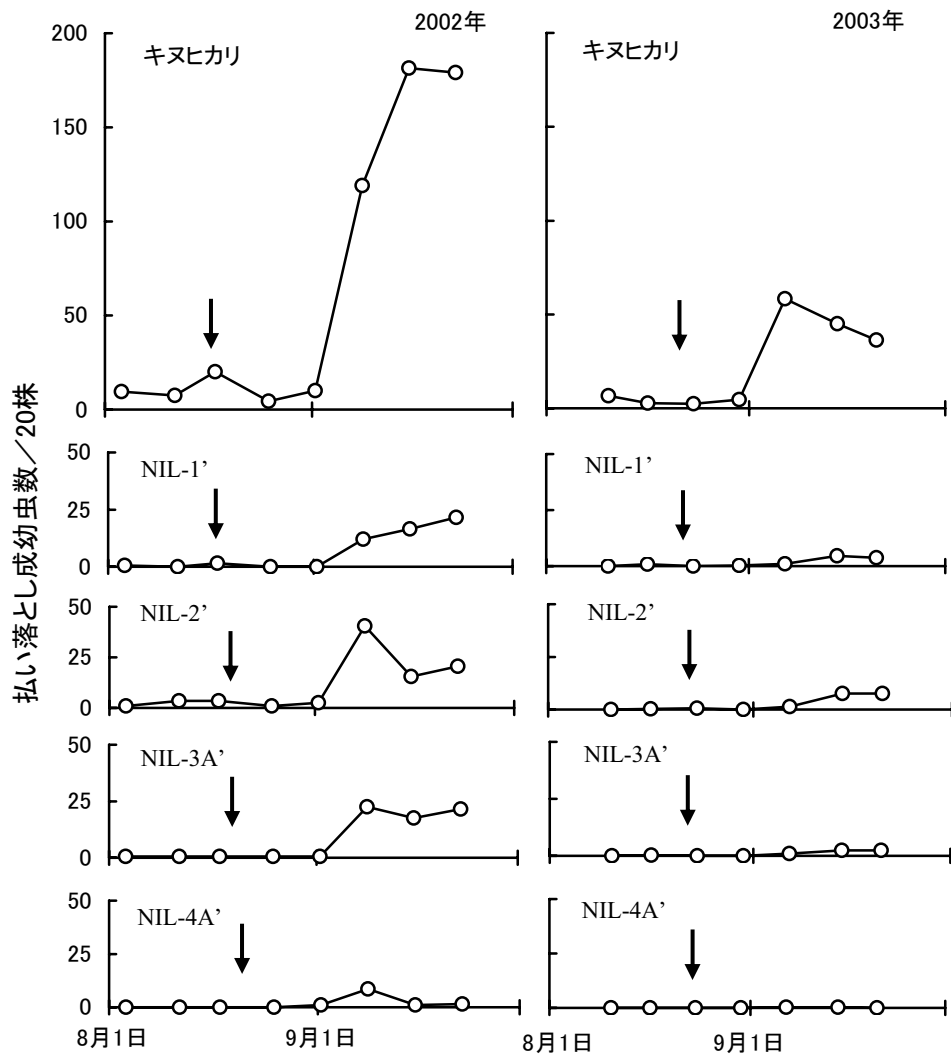 2002年
2003年
キヌヒカリ
キヌヒカリ
200
150
100
50
0
払い落とし成幼虫数／20株
NIL-1’
NIL-1’
50
25
0
NIL-2’
NIL-2’
50
25
0
NIL-3A’
NIL-3A’
50
25
0
NIL-4A’
NIL-4A’
50
25
0
8月1日
9月1日
8月1日
9月1日